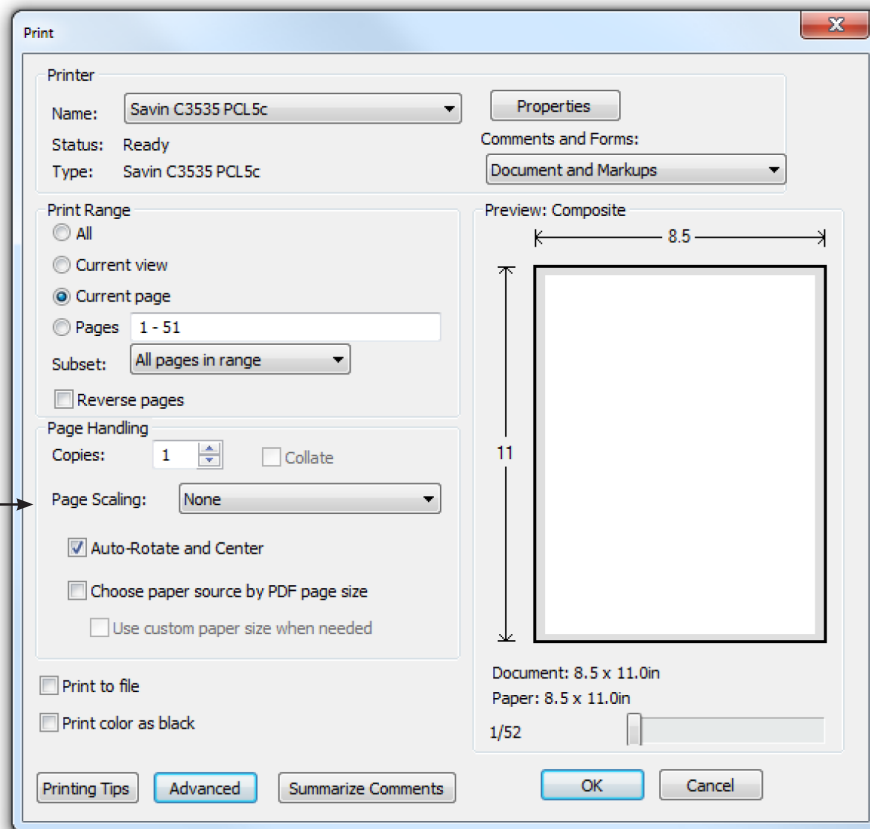 Print
Printer
Name: Savin C3535 PCL5c Properties
Status: Ready Comments and Forms:
Type: Savin C3535 PCL5c Document and Markups
Print Range
All
Current view
Current page
Pages 1 - 51
Subset: All pages in range
Reverse pages
Page Handling
Copies: 1 Collate
Page Scaling: None
Auto-Rotate and Center
Choose paper source by PDF page size
Use custom paper size when needed
Print to file
Print color as black
Preview: Composite
8.5
11
Document: 8.5 x 11.0in
Paper: 8.5 x 11.0in
1/52
Printing Tips Advanced Summarize Comments OK Cancel